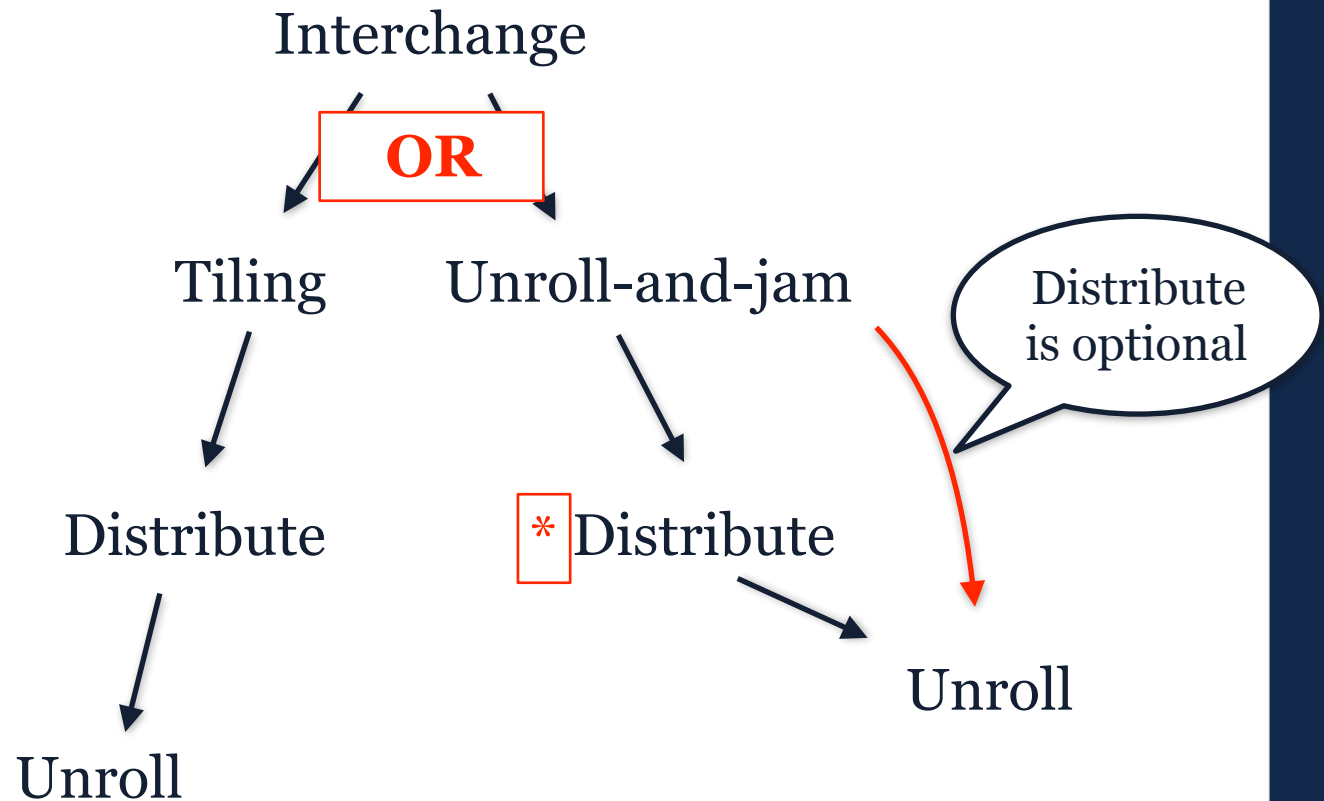 Interchange
OR
Tiling
Unroll-and-jam
Distribute
is optional
Distribute
* Distribute
Unroll
Unroll